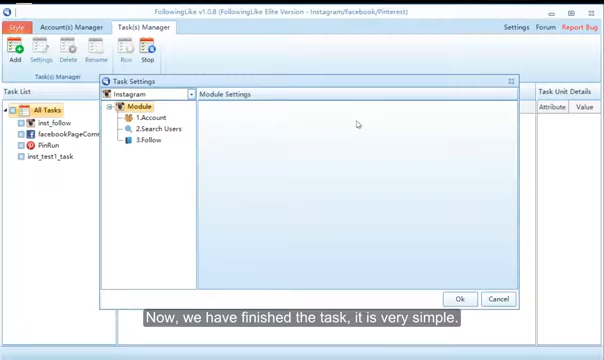 FollowingLike v1.0.8 (FollowingLike Elite Version - Instagram/Facebook/Pinterest)
Style Account(s) Manager Task(s) Manager Settings Forum Report Bug
Add Settings Delete Rename Run Stop
Task(s) Manager
Task List
Task Unit Details
Attribute Value
All Tasks
inst_follow
facebookPageComm
PinRun
inst_test1_task
Task Settings
Instagram
Module Settings
Module
1.Account
2.Search Users
3.Follow
Ok Cancel
Now, we have finished the task, it is very simple.